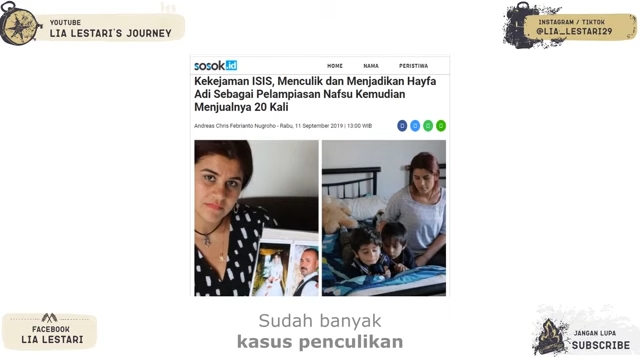 YOUTUBE
LIA LESTARI'S JOURNEY
INSTAGRAM / TIKTOK
@LIA_LESTARI29
sosok.id
HOME NAMA PERISTIWA
Kekejaman ISIS, Menculik dan Menjadikan Hayfa
Adi Sebagai Pelampiasan Nafsu Kemudian
Menjualnya 20 Kali
Andreas Chris Febrianto Nugroho - Rabu, 11 September 2019 | 13:00 WIB
Sudah banyak
kasus penculikan
FACEBOOK
LIA LESTARI
JANGAN LUPA
SUBSCRIBE